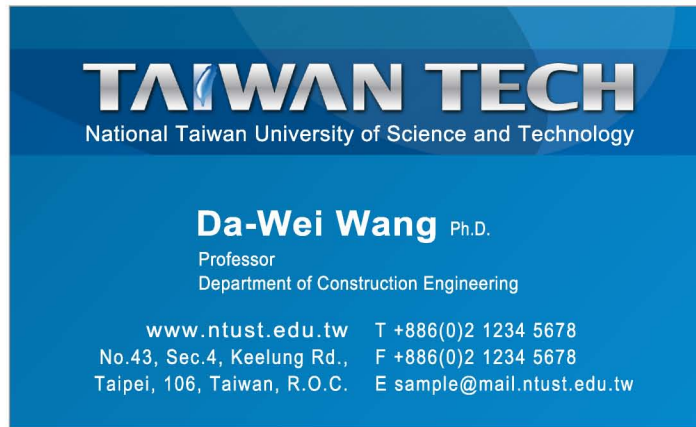 TAIWAN TECH
National Taiwan University of Science and Technology
Da-Wei Wang Ph.D.
Professor
Department of Construction Engineering
www.ntust.edu.tw T +886(0)2 1234 5678
No.43, Sec.4, Keelung Rd., F +886(0)2 1234 5678
Taipei, 106, Taiwan, R.O.C. E sample@mail.ntust.edu.tw